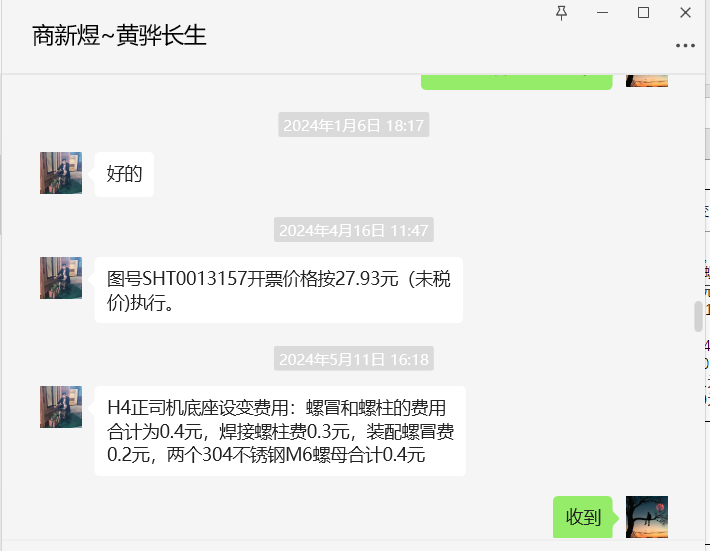 商新煜~黄骅长生
2024年1月6日 18:17
好的
2024年4月16日 11:47
图号SHT0013157开票价格按27.93元（未税
价)执行。
2024年5月11日 16:18
H4正司机底座设变费用：螺冒和螺柱的费用
合计为0.4元，焊接螺柱费0.3元，装配螺冒费
0.2元，两个304不锈钢M6螺母合计0.4元
收到